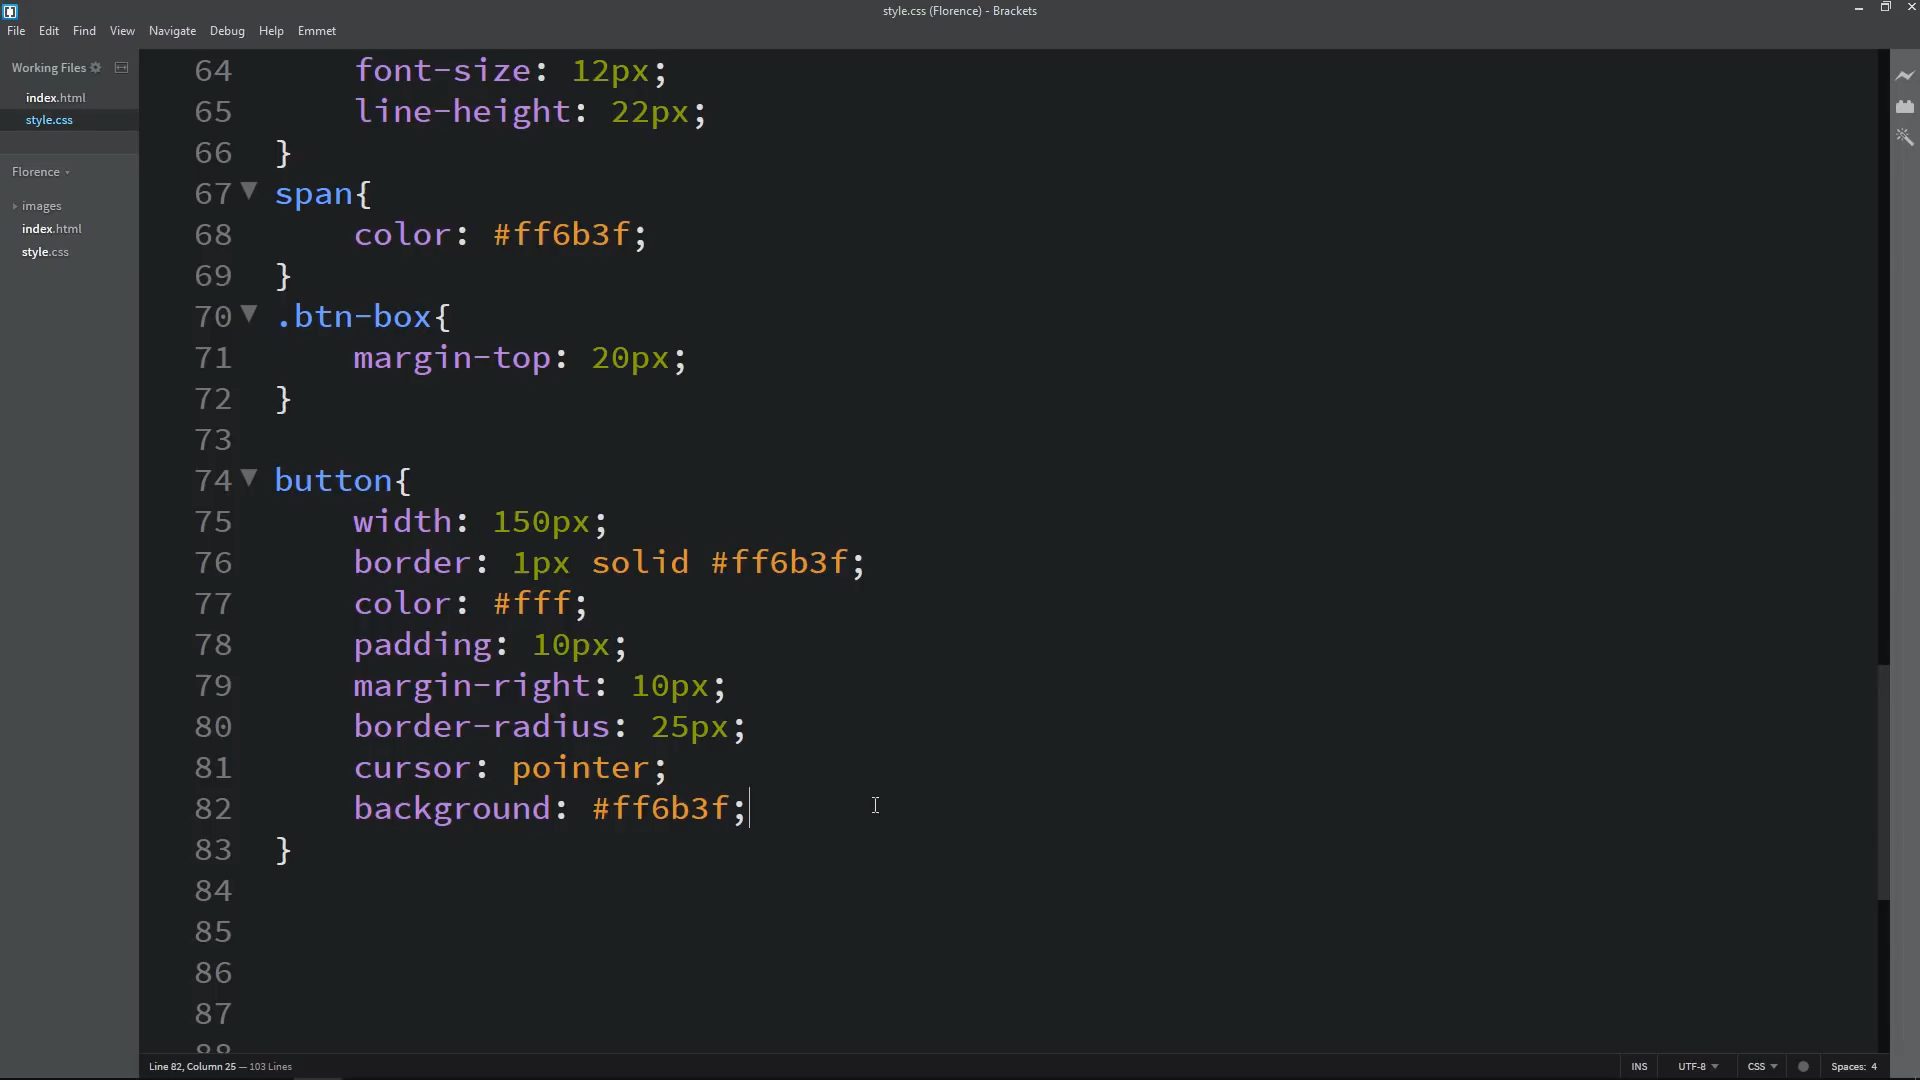 style.css (Florence) - Brackets
File Edit Find View Navigate Debug Help Emmet
Working Files
index.html
style.css
Florence
images
index.html
style.css
64 font-size: 12px;
65 line-height: 22px;
66 }
67 span{
68 color: #ff6b3f;
69 }
70 .btn-box{
71 margin-top: 20px;
72 }
73
74 button{
75 width: 150px;
76 border: 1px solid #ff6b3f;
77 color: #fff;
78 padding: 10px;
79 margin-right: 10px;
80 border-radius: 25px;
81 cursor: pointer;
82 background: #ff6b3f;
83 }
84
85
86
87
88
Line 82, Column 25 — 103 Lines
INS UTF-8 CSS Spaces: 4